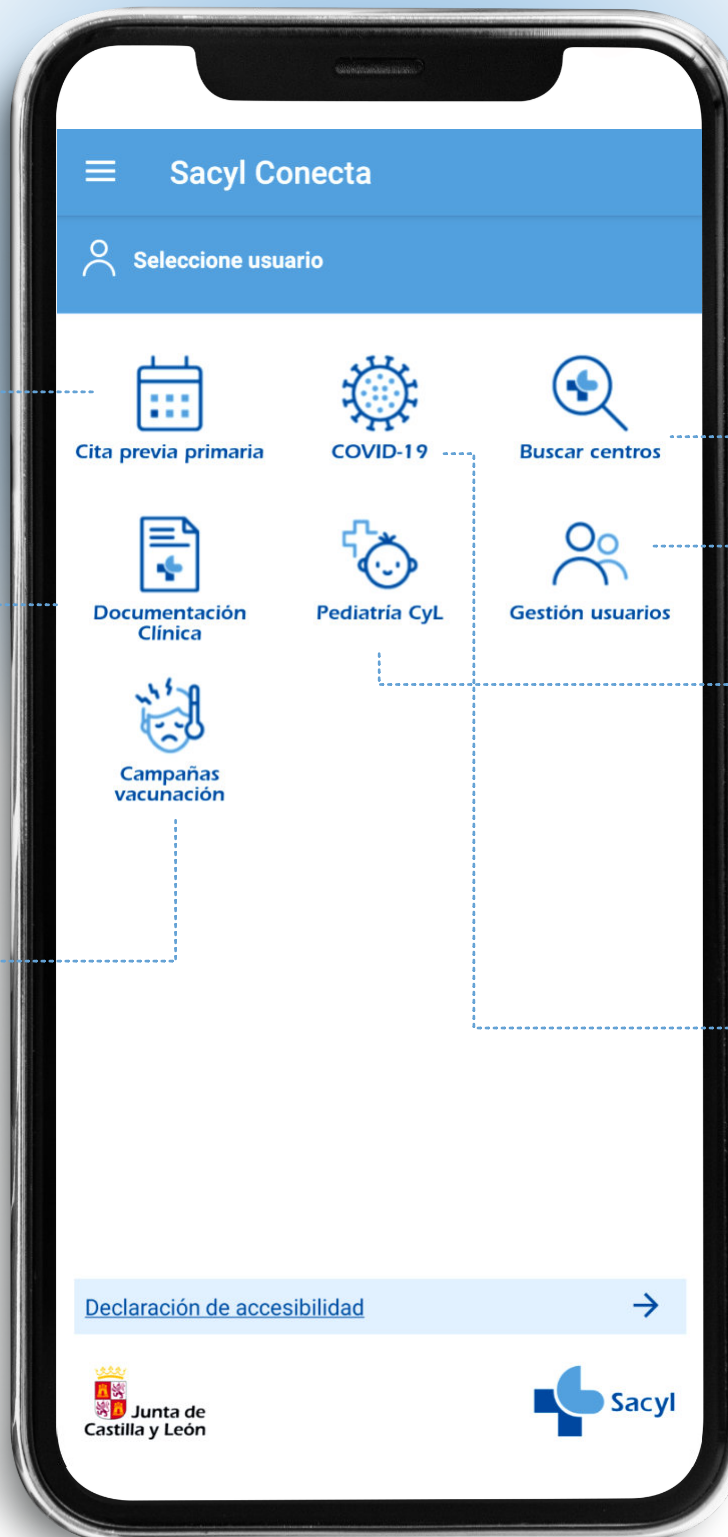 Sacyl Conecta
Seleccione usuario
Cita previa primaria
COVID-19
Buscar centros
Documentación
Clínica
Pediatría CyL
Gestión usuarios
Campañas
vacunación
Declaración de accesibilidad
Junta de
Castilla y León
Sacyl